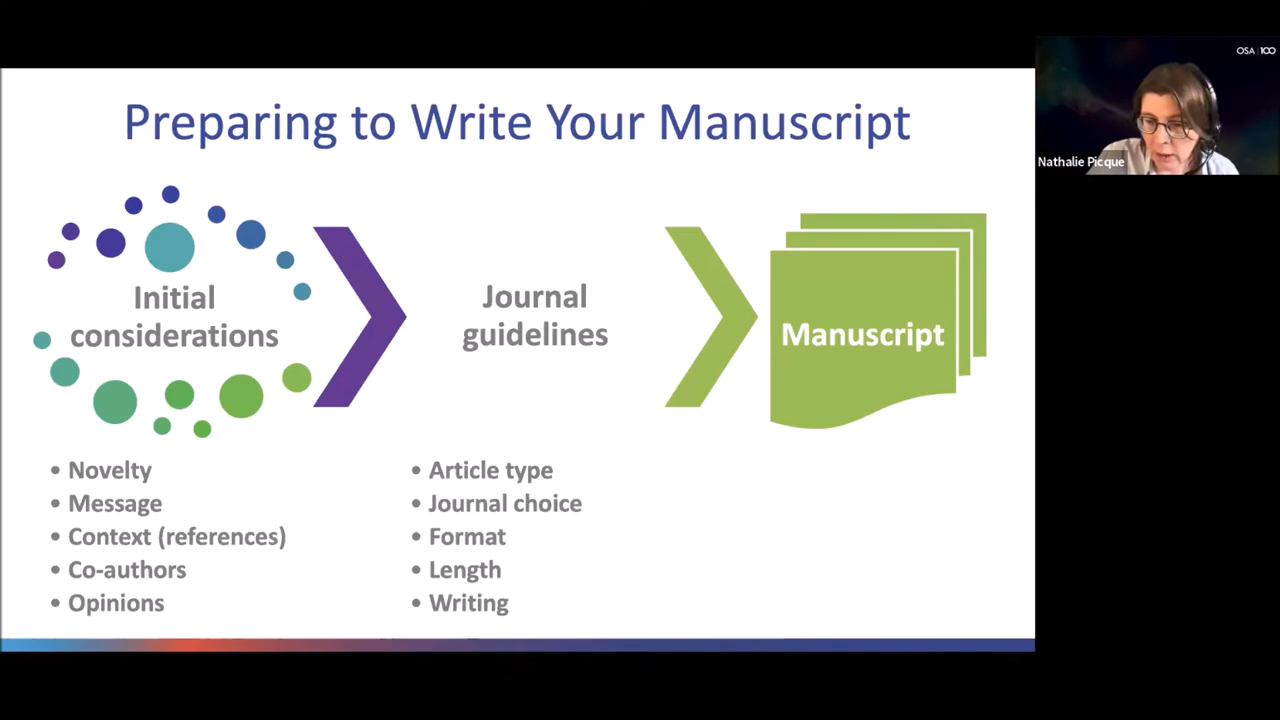 Preparing to Write Your Manuscript
Initial
considerations
Journal
guidelines
Manuscript
• Novelty
• Message
• Context (references)
• Co-authors
• Opinions
• Article type
• Journal choice
• Format
• Length
• Writing
OSA | 100
Nathalie Picque